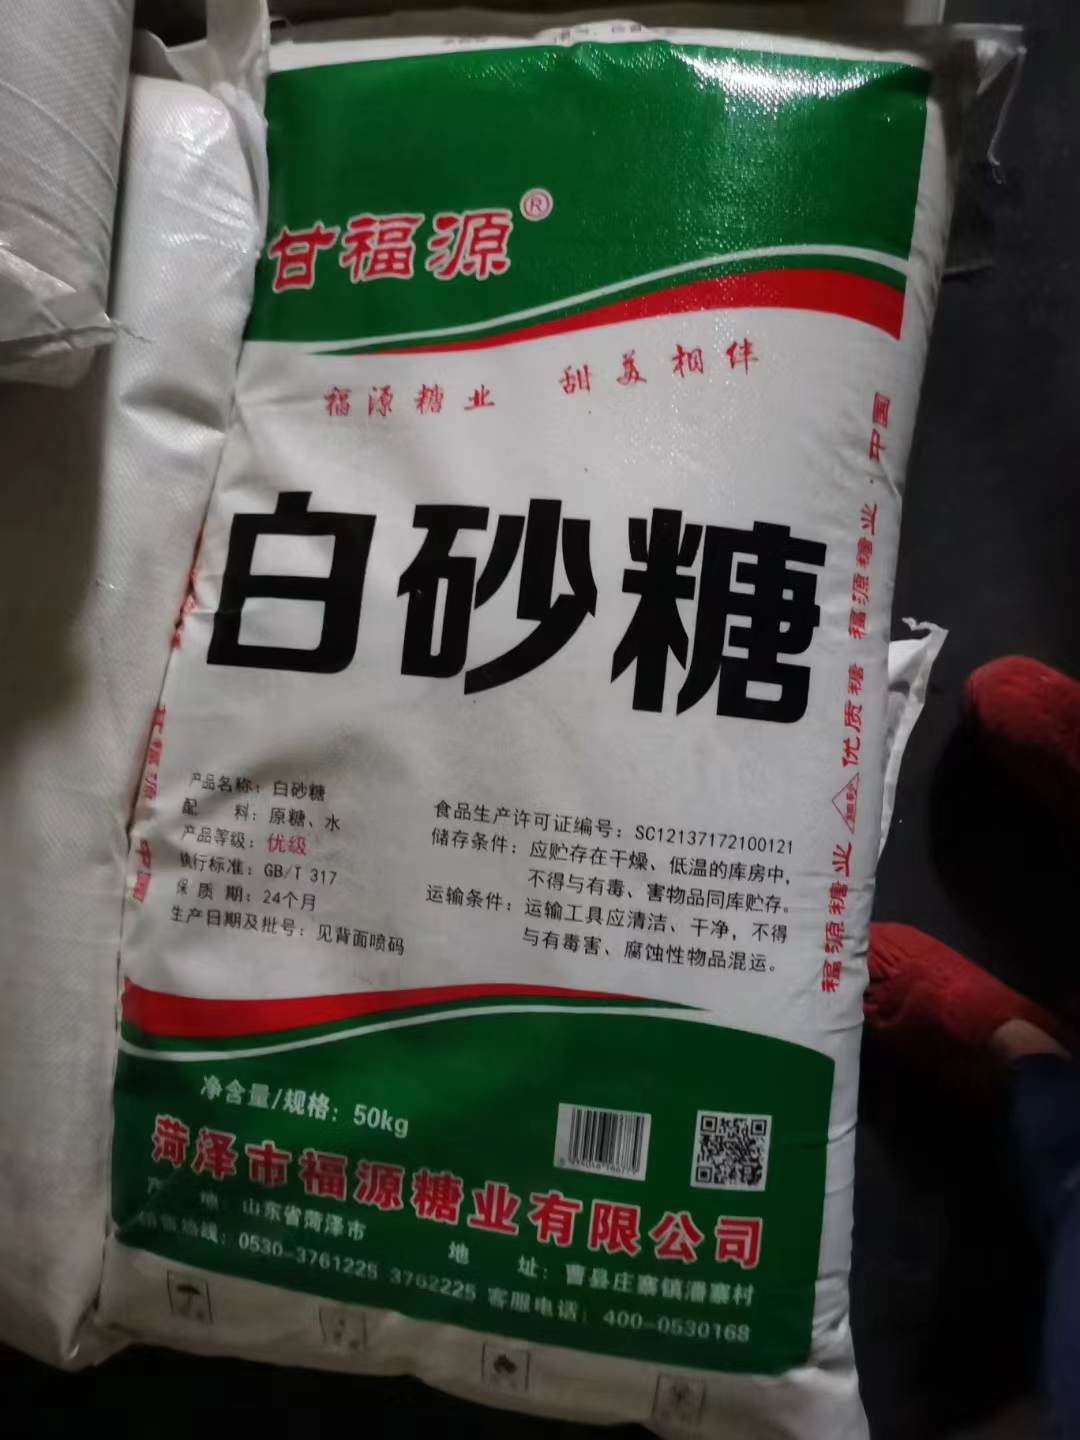 甘福源®
福源糖业 甜美相伴
白砂糖
产品名称：白砂糖
配 料：原糖、水
产品等级：优级
执行标准：GB/T 317
保 质 期：24个月
生产日期及批号：见背面喷码
食品生产许可证编号：SC12137172100121
储存条件：应贮存在干燥、低温的库房中，
不得与有毒、害物品同库贮存。
运输条件：运输工具应清洁、干净，不得
与有毒害、腐蚀性物品混运。
福源糖业 细砂 优质糖 福源糖业·中国
净含量/规格：50kg
菏泽市福源糖业有限公司
产 地：山东省菏泽市 地 址：曹县庄寨镇潘寨村
销售热线：0530-3761225 3762225 客服电话：400-0530168